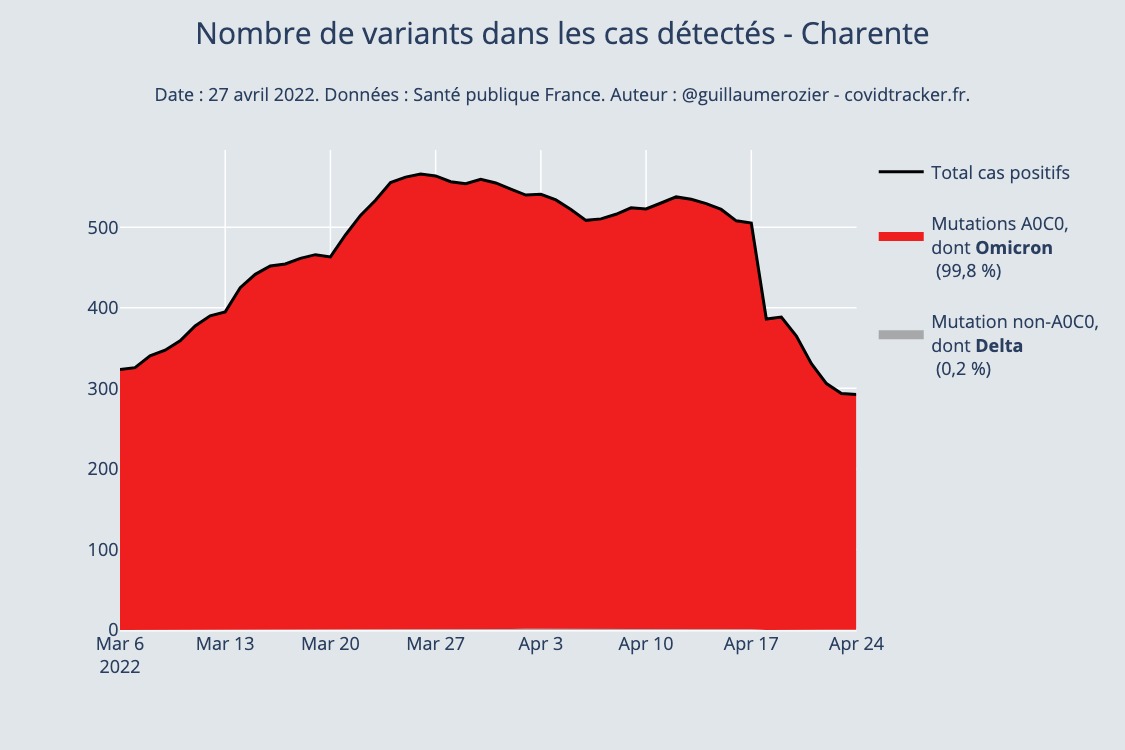 Nombre de variants dans les cas détectés - Charente
Date : 27 avril 2022. Données : Santé publique France. Auteur : @guillaumerozier - covidtracker.fr.
Total cas positifs
Mutations A0C0,
dont Omicron
(99,8 %)
Mutation non-A0C0,
dont Delta
(0,2 %)
500
400
300
200
100
0
Mar 6 Mar 13 Mar 20 Mar 27 Apr 3 Apr 10 Apr 17 Apr 24
2022